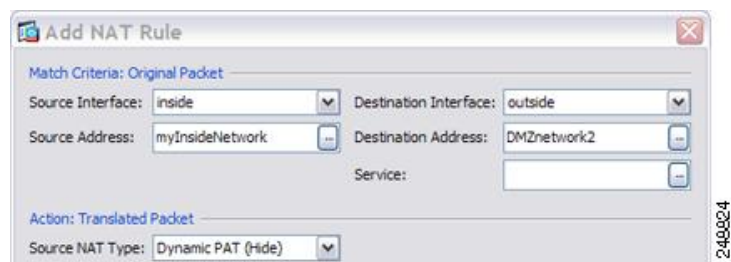 Add NAT Rule
Match Criteria: Original Packet
Source Interface: inside Destination Interface: outside
Source Address: myInsideNetwork ... Destination Address: DMZnetwork2 ...
Service: ...
Action: Translated Packet
Source NAT Type: Dynamic PAT (Hide)
248824